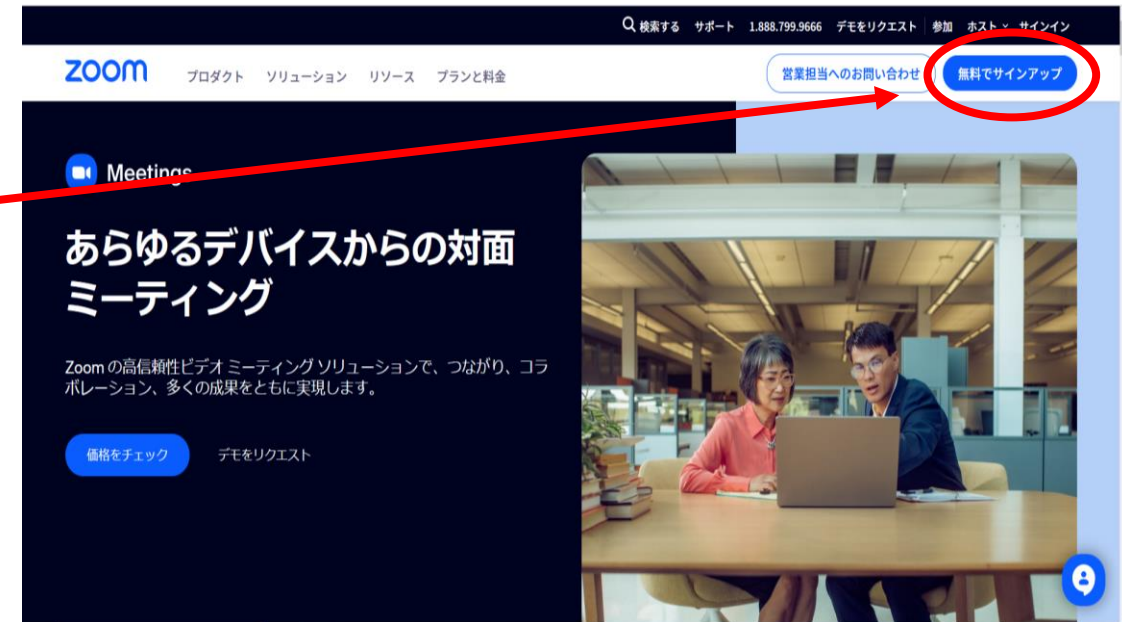 検索する サポート 1.888.799.9666 デモをリクエスト 参加 ホスト サインイン
zoom プロダクト ソリューション リソース プランと料金 営業担当へのお問い合わせ 無料でサインアップ
Meetings
あらゆるデバイスからの対面
ミーティング
Zoom の高信頼性ビデオ ミーティング ソリューションで、つながり、コラ
ボレーション、多くの成果をともに実現します。
価格をチェック デモをリクエスト